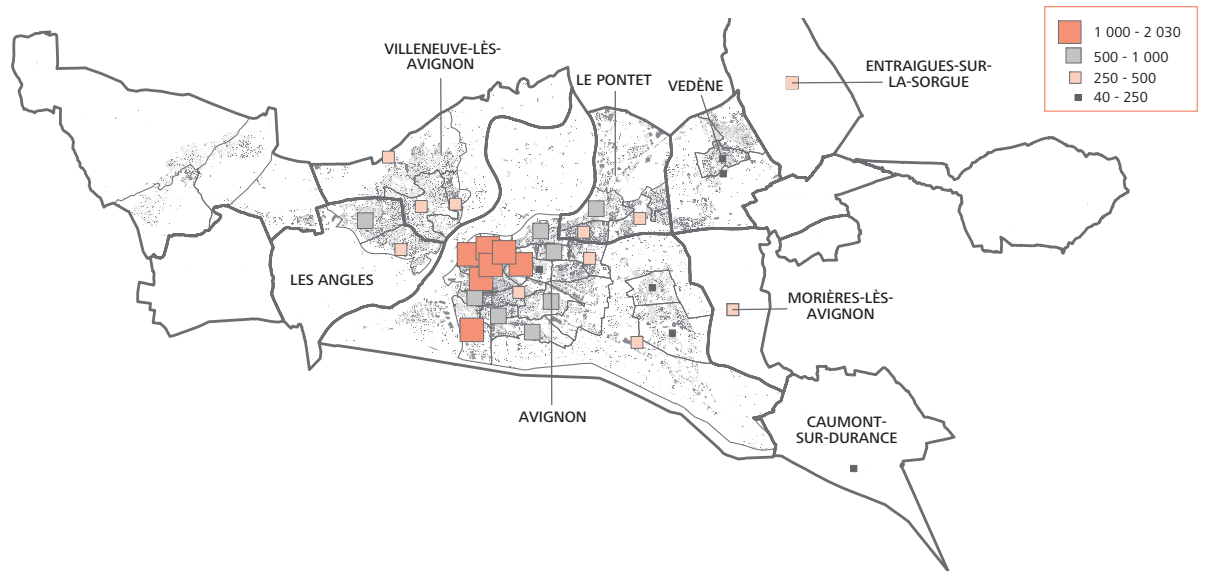 1 000 - 2 030
500 - 1 000
250 - 500
40 - 250
VILLENEUVE-LÈS-
AVIGNON
LE PONTET
VEDÈNE
ENTRAIGUES-SUR-
LA-SORGUE
LES ANGLES
MORIÈRES-LÈS-
AVIGNON
AVIGNON
CAUMONT-
SUR-DURANCE